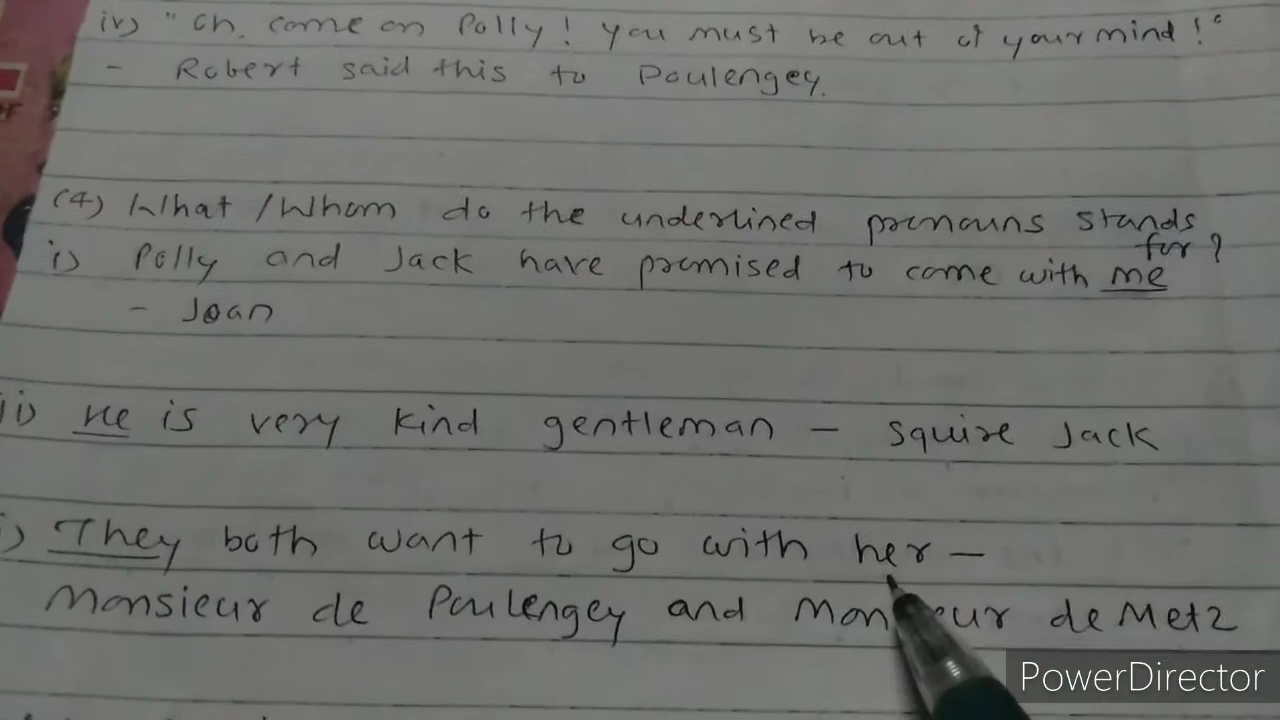 iv) "Oh, come on Polly! you must be out of your mind!"
- Robert said this to Poulengey.
(4) What /Whom do the underlined pronouns stands for?
i) Polly and Jack have promised to come with me
- Joan
ii) He is very kind gentleman - squire Jack
i) They both want to go with her -
Monsieur de Poulengey and Mon eur de Metz
PowerDirector